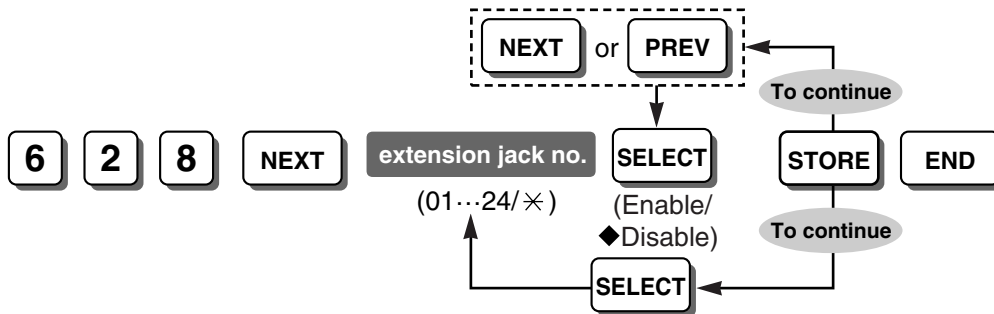 NEXT or PREV
To continue
6 2 8 NEXT extension jack no. SELECT STORE END
(01···24/✳) (Enable/
◆Disable)
To continue
SELECT